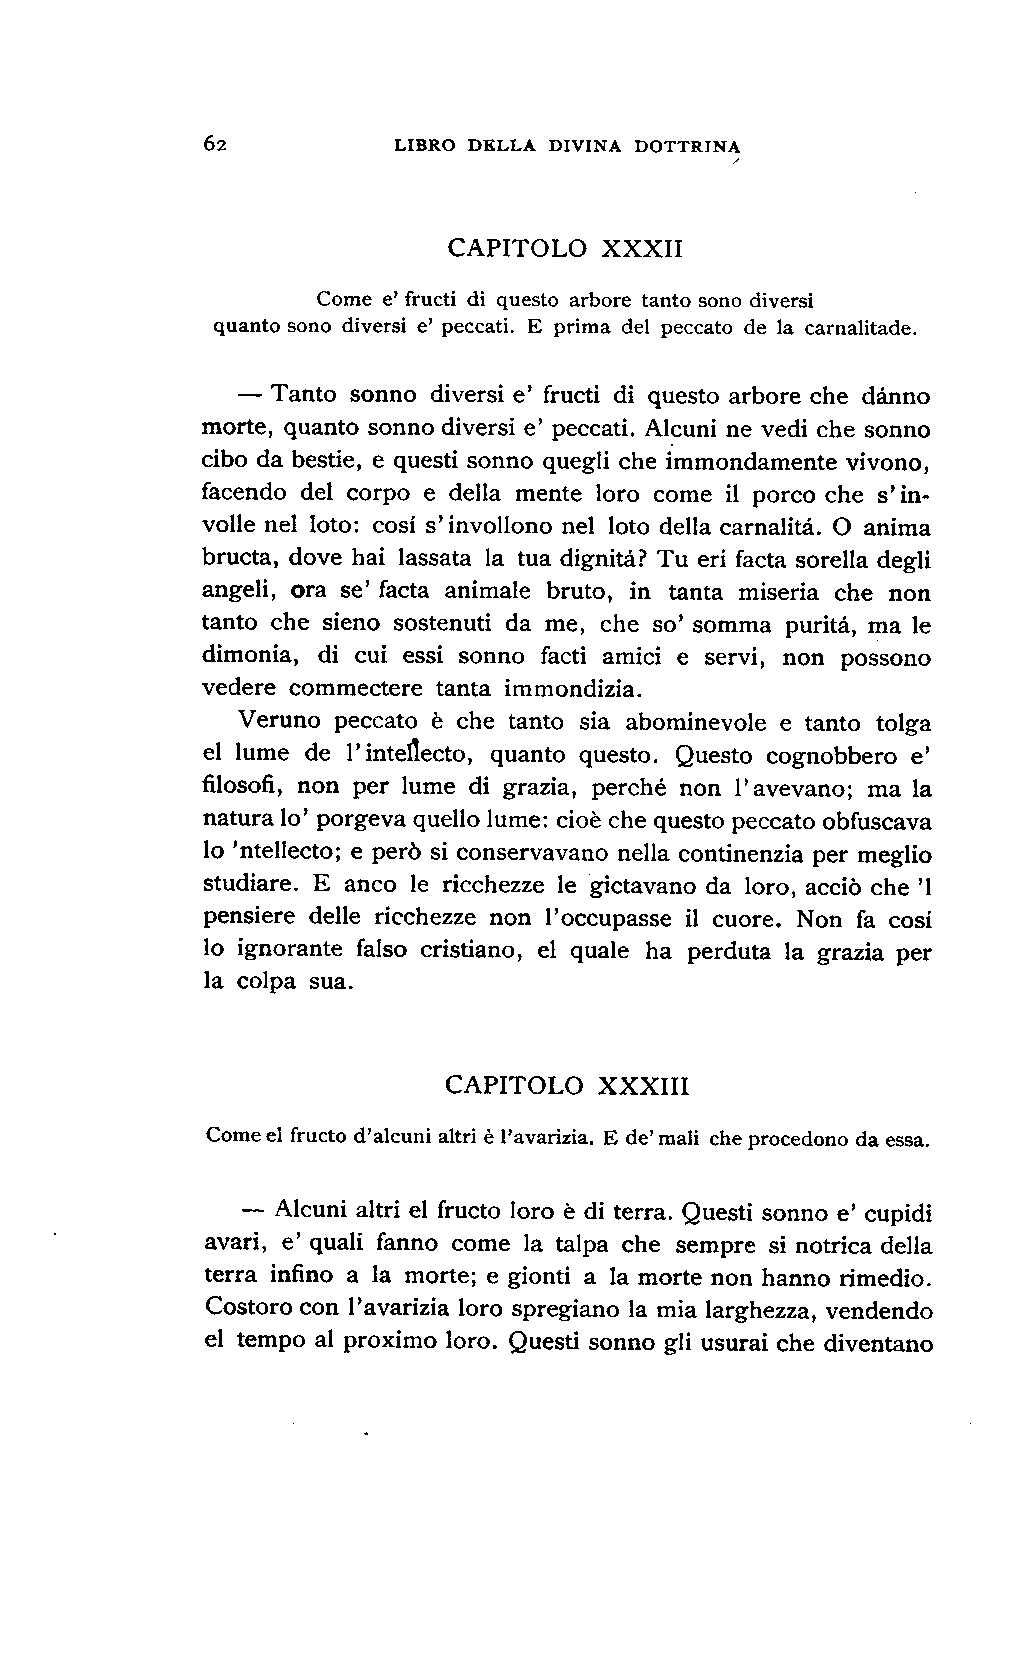 62 LIBRO DELLA DIVINA DOTTRINA
CAPITOLO XXXII
Come e' fructi di questo arbore tanto sono diversi
quanto sono diversi e' peccati. E prima del peccato de la carnalitade.
— Tanto sonno diversi e' fructi di questo arbore che dánno
morte, quanto sonno diversi e' peccati. Alcuni ne vedi che sonno
cibo da bestie, e questi sonno quegli che immondamente vivono,
facendo del corpo e della mente loro come il porco che s'in-
volle nel loto: cosí s'invollono nel loto della carnalitá. O anima
bructa, dove hai lassata la tua dignitá? Tu eri facta sorella degli
angeli, ora se' facta animale bruto, in tanta miseria che non
tanto che sieno sostenuti da me, che so' somma puritá, ma le
dimonia, di cui essi sonno facti amici e servi, non possono
vedere commectere tanta immondizia.
Veruno peccato è che tanto sia abominevole e tanto tolga
el lume de l'intellecto, quanto questo. Questo cognobbero e'
filosofi, non per lume di grazia, perché non l'avevano; ma la
natura lo' porgeva quello lume: cioè che questo peccato obfuscava
lo 'ntellecto; e però si conservavano nella continenzia per meglio
studiare. E anco le ricchezze le gictavano da loro, acciò che 'l
pensiere delle ricchezze non l'occupasse il cuore. Non fa cosí
lo ignorante falso cristiano, el quale ha perduta la grazia per
la colpa sua.
CAPITOLO XXXIII
Come el fructo d'alcuni altri è l'avarizia. E de' mali che procedono da essa.
— Alcuni altri el fructo loro è di terra. Questi sonno e' cupidi
avari, e' quali fanno come la talpa che sempre si notrica della
terra infino a la morte; e gionti a la morte non hanno rimedio.
Costoro con l'avarizia loro spregiano la mia larghezza, vendendo
el tempo al proximo loro. Questi sonno gli usurai che diventano